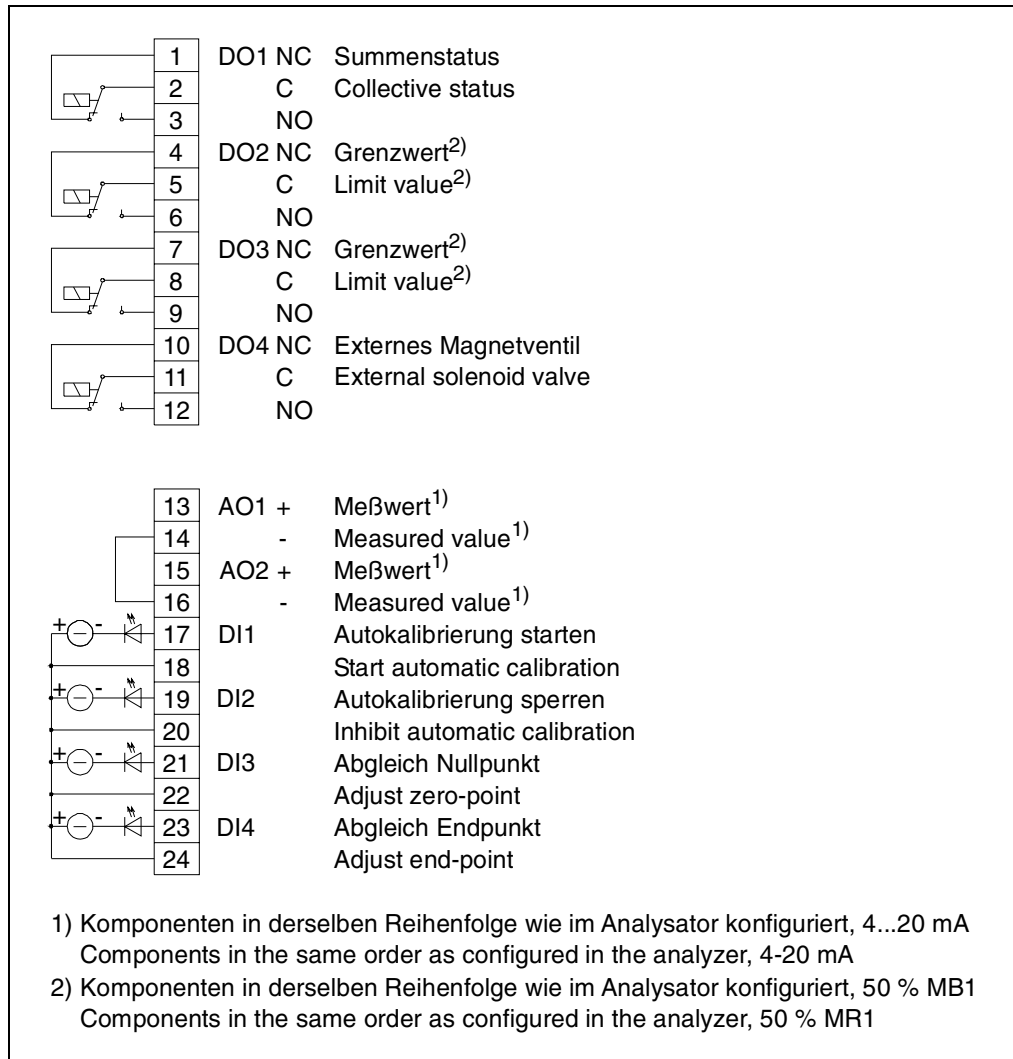 1 DO1 NC Summenstatus
2 C Collective status
3 NO
4 DO2 NC Grenzwert2)
5 C Limit value2)
6 NO
7 DO3 NC Grenzwert2)
8 C Limit value2)
9 NO
10 DO4 NC Externes Magnetventil
11 C External solenoid valve
12 NO
13 AO1 + Meßwert1)
14 - Measured value1)
15 AO2 + Meßwert1)
16 - Measured value1)
+ - 17 DI1 Autokalibrierung starten
18 Start automatic calibration
+ - 19 DI2 Autokalibrierung sperren
20 Inhibit automatic calibration
+ - 21 DI3 Abgleich Nullpunkt
22 Adjust zero-point
+ - 23 DI4 Abgleich Endpunkt
24 Adjust end-point
1) Komponenten in derselben Reihenfolge wie im Analysator konfiguriert, 4...20 mA
Components in the same order as configured in the analyzer, 4-20 mA
2) Komponenten in derselben Reihenfolge wie im Analysator konfiguriert, 50 % MB1
Components in the same order as configured in the analyzer, 50 % MR1